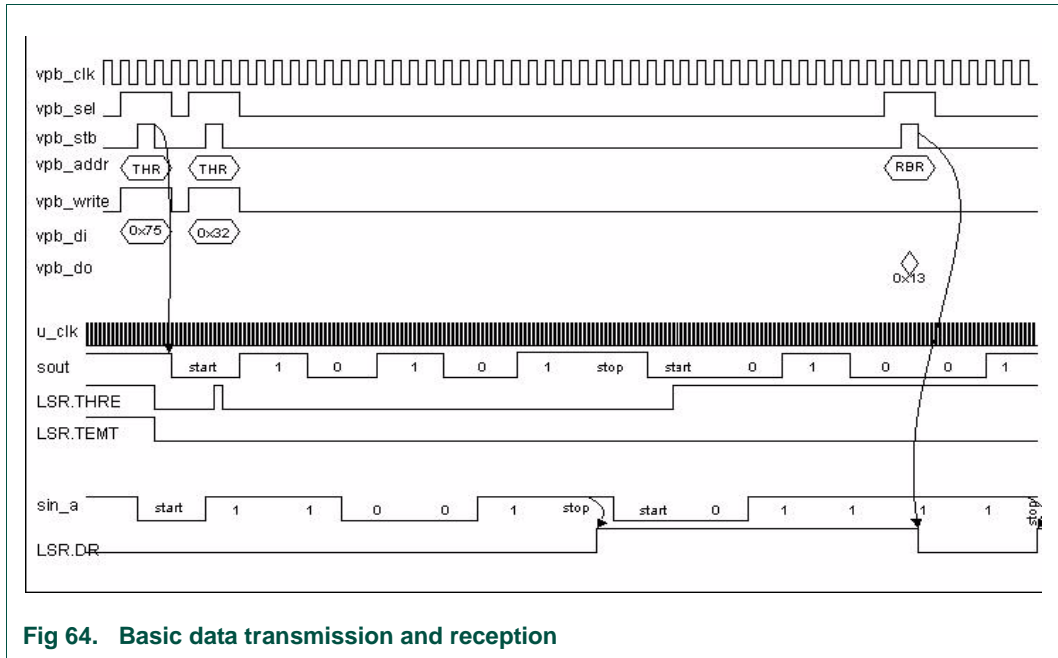 vpb_clk
vpb_sel
vpb_stb
vpb_addr THR THR RBR
vpb_write
vpb_di 0x75 0x32
vpb_do 0x13
u_clk
sout start 1 0 1 0 1 stop start 0 1 0 0 1
LSR.THRE
LSR.TEMT
sin_a start 1 1 0 0 1 stop start 0 1 1 1 1 stop
LSR.DR
Fig 64. Basic data transmission and reception